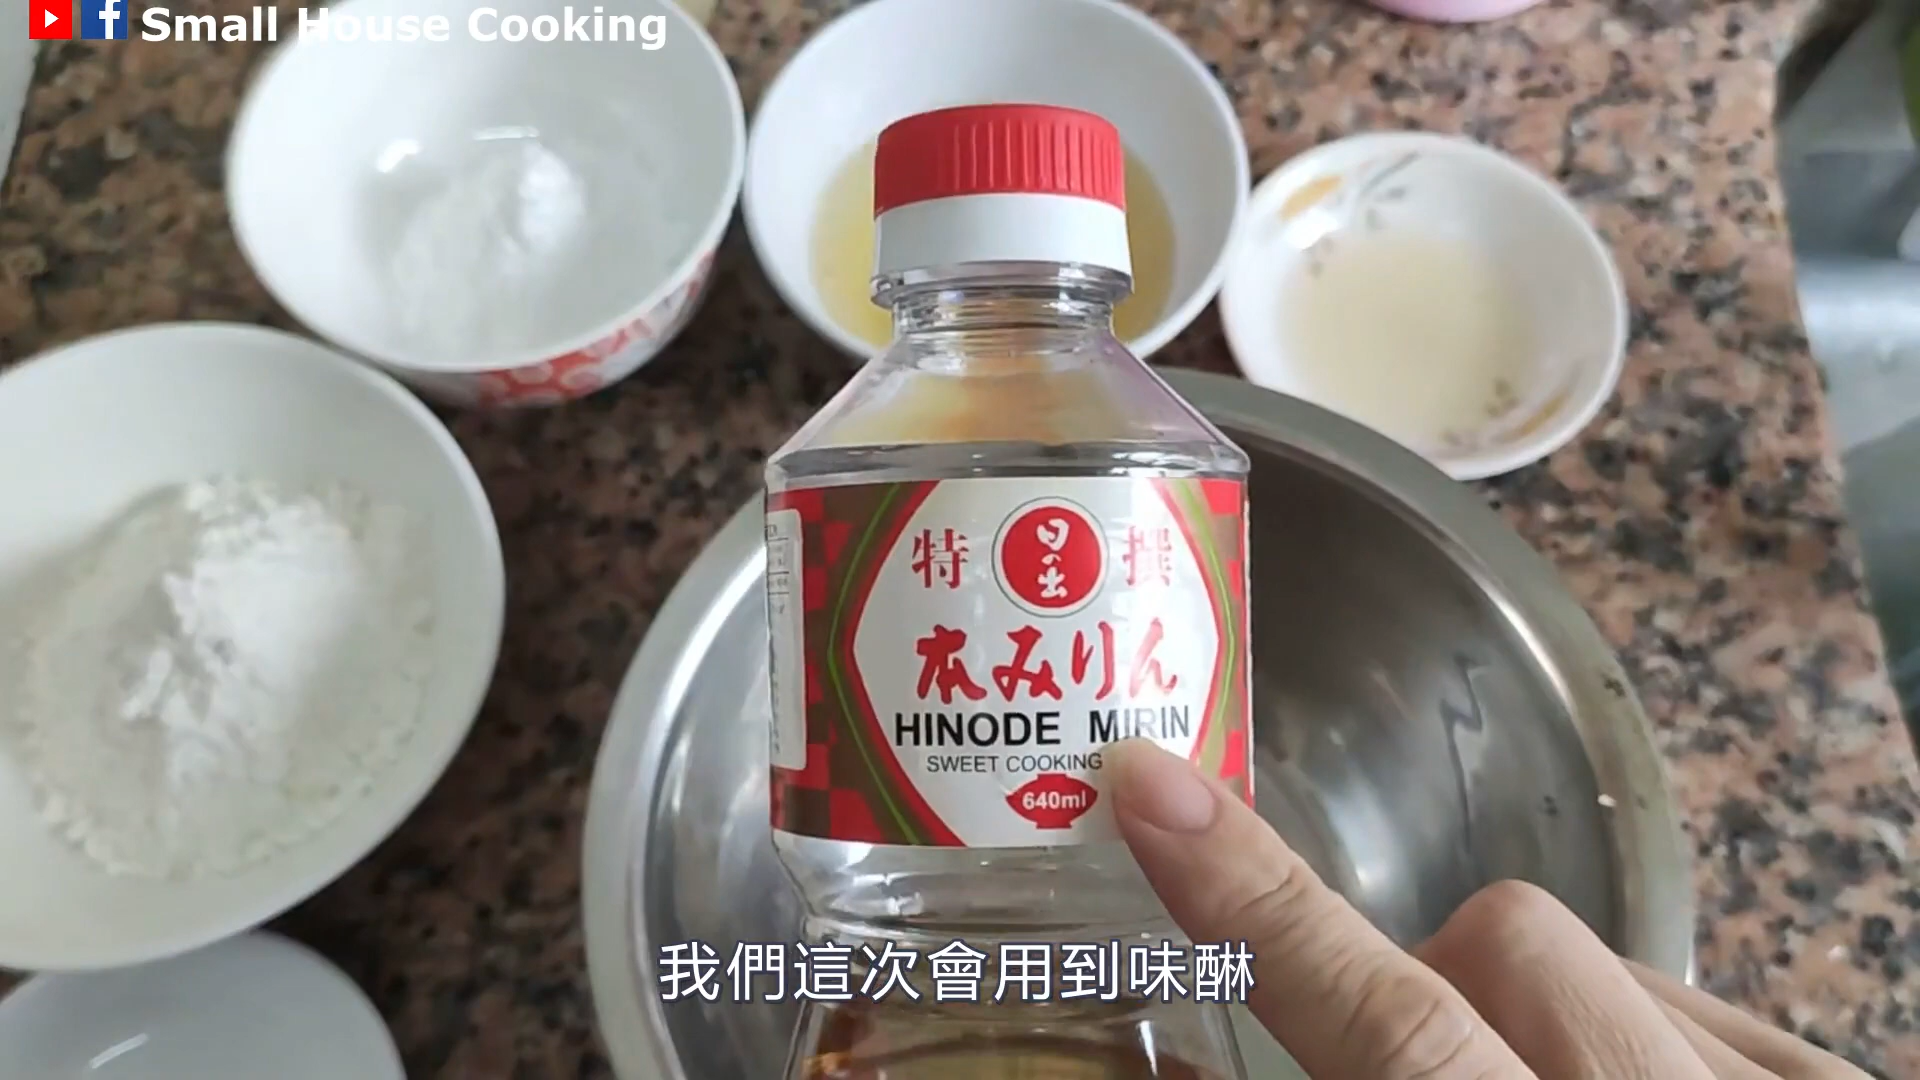 Small House Cooking
特 日の出 撰
本みりん
HINODE MIRIN
SWEET COOKING
640ml
我們這次會用到味醂